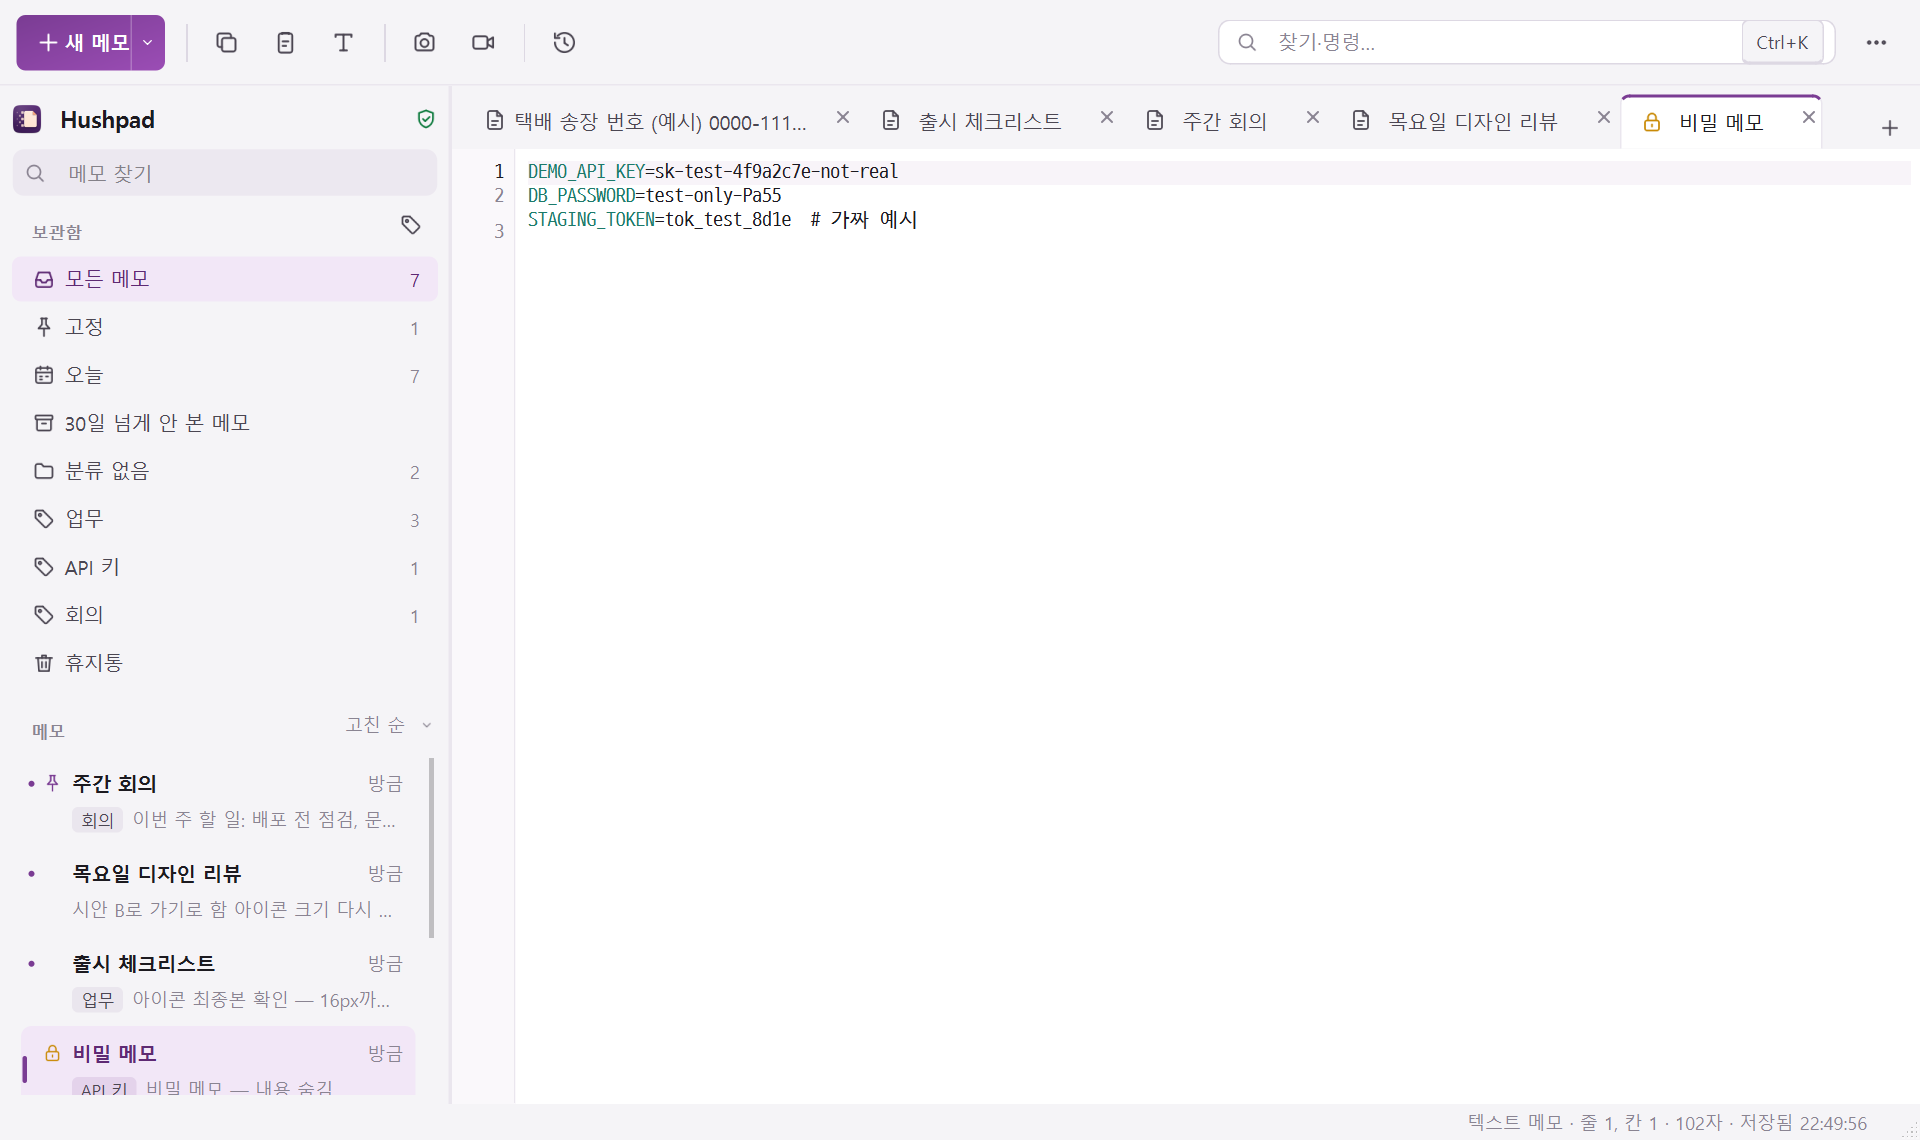 새 메모
찾기·명령...
Ctrl+K
Hushpad
메모 찾기
보관함
모든 메모 7
고정 1
오늘 7
30일 넘게 안 본 메모
분류 없음 2
업무 3
API 키 1
회의 1
휴지통
메모
고친 순
주간 회의 방금
회의 이번 주 할 일: 배포 전 점검, 문...
목요일 디자인 리뷰 방금
시안 B로 가기로 함 아이콘 크기 다시 ...
출시 체크리스트 방금
업무 아이콘 최종본 확인 — 16px까...
비밀 메모 방금
API 키 비밀 메모 — 내용 숨김
택배 송장 번호 (예시) 0000-111...
출시 체크리스트
주간 회의
목요일 디자인 리뷰
비밀 메모
1 DEMO_API_KEY=sk-test-4f9a2c7e-not-real
2 DB_PASSWORD=test-only-Pa55
STAGING_TOKEN=tok_test_8d1e # 가짜 예시
3
텍스트 메모 · 줄 1, 칸 1 · 102자 · 저장됨 22:49:56